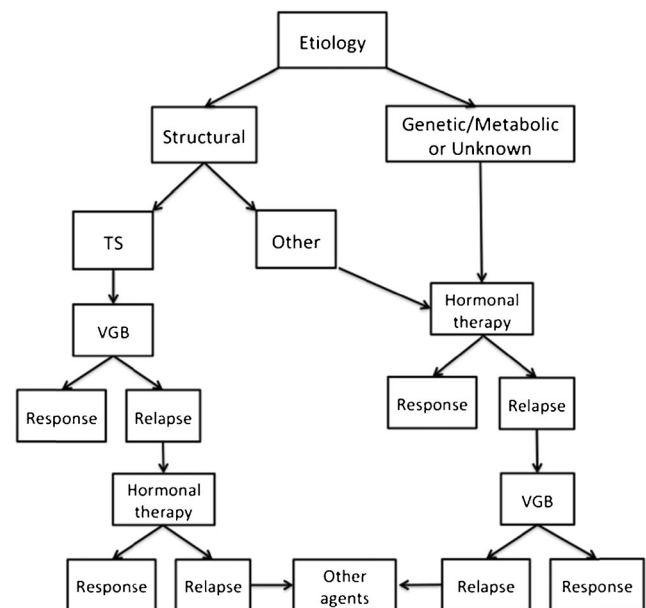 Etiology
Structural
Genetic/Metabolic
or Unknown
TS
Other
VGB
Hormonal
therapy
Response
Relapse
Response
Relapse
Hormonal
therapy
VGB
Response
Relapse
Other
agents
Relapse
Response